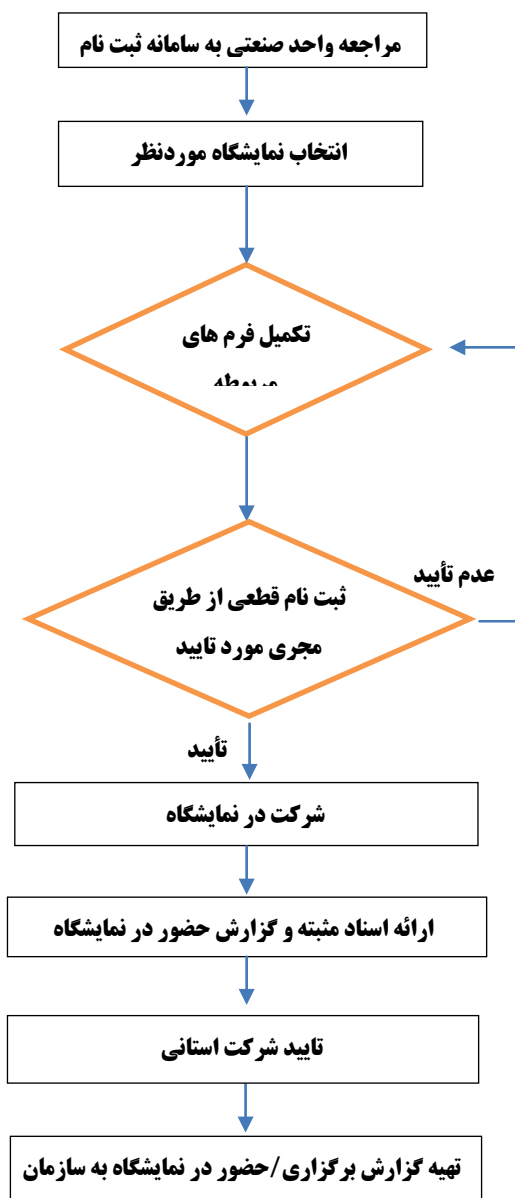 مراجعه واحد صنعتی به سامانه ثبت نام
انتخاب نمایشگاه موردنظر
تکمیل فرم های
ثبت نام قطعی از طریق
مجری مورد تایید
عدم تأیید
تأیید
شرکت در نمایشگاه
ارائه اسناد مثبته و گزارش حضور در نمایشگاه
تایید شرکت استانی
تهیه گزارش برگزاری/حضور در نمایشگاه به سازمان